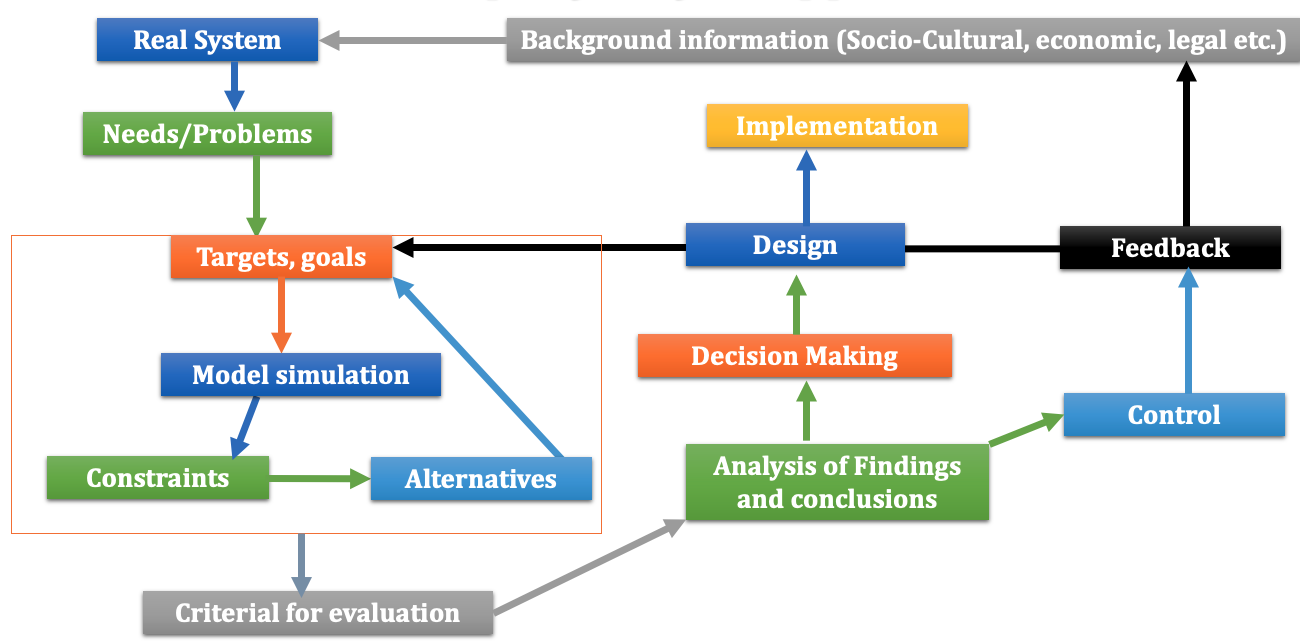 Real System
Background information (Socio-Cultural, economic, legal etc.)
Needs/Problems
Implementation
Targets, goals
Design
Feedback
Model simulation
Decision Making
Control
Constraints
Alternatives
Analysis of Findings
and conclusions
Criterial for evaluation